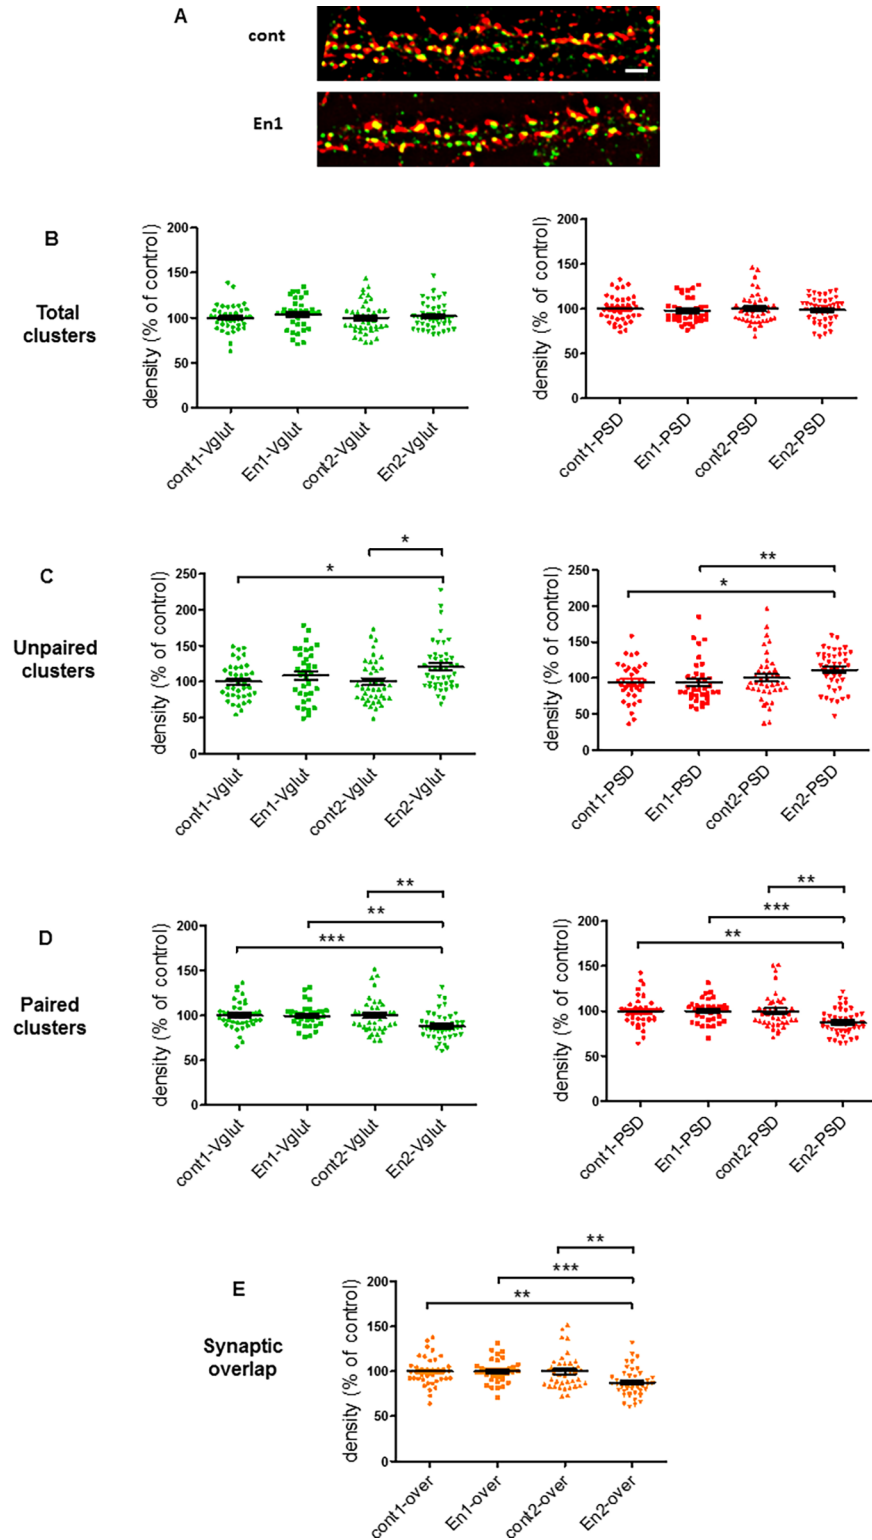 A
cont
En1
B
Total
clusters
density (% of control)
200
150
100
50
0
cont1-Vglut
En1-Vglut
cont2-Vglut
En2-Vglut
density (% of control)
200
150
100
50
0
cont1-PSD
En1-PSD
cont2-PSD
En2-PSD
C
Unpaired
clusters
*
*
density (% of control)
250
200
150
100
50
0
cont1-Vglut
En1-Vglut
cont2-Vglut
En2-Vglut
**
*
density (% of control)
250
200
150
100
50
0
cont1-PSD
En1-PSD
cont2-PSD
En2-PSD
D
Paired
clusters
**
**
***
density (% of control)
200
150
100
50
0
cont1-Vglut
En1-Vglut
cont2-Vglut
En2-Vglut
**
***
**
density (% of control)
200
150
100
50
0
cont1-PSD
En1-PSD
cont2-PSD
En2-PSD
E
Synaptic
overlap
**
***
**
density (% of control)
200
150
100
50
0
cont1-over
En1-over
cont2-over
En2-over